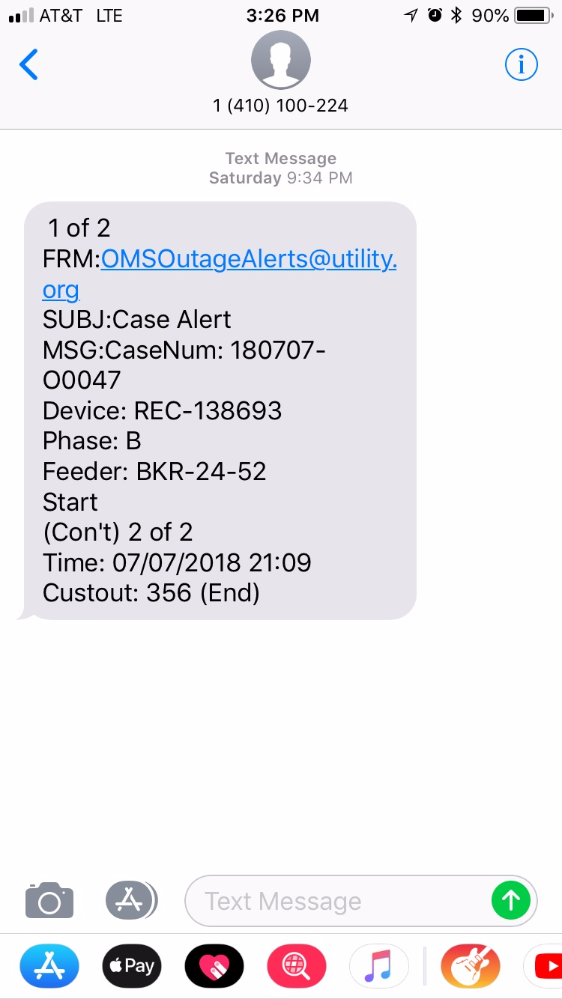 AT&T LTE 3:26 PM 90%
1 (410) 100-224
Text Message
Saturday 9:34 PM
1 of 2
FRM:OMSOutageAlerts@utility.
org
SUBJ:Case Alert
MSG:CaseNum: 180707-
O0047
Device: REC-138693
Phase: B
Feeder: BKR-24-52
Start
(Con't) 2 of 2
Time: 07/07/2018 21:09
Custout: 356 (End)
Text Message
Pay